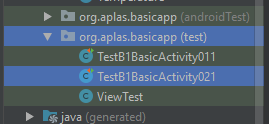 org.aplas.basicapp (androidTest)
org.aplas.basicapp (test)
TestB1BasicActivity011
TestB1BasicActivity021
ViewTest
java (generated)